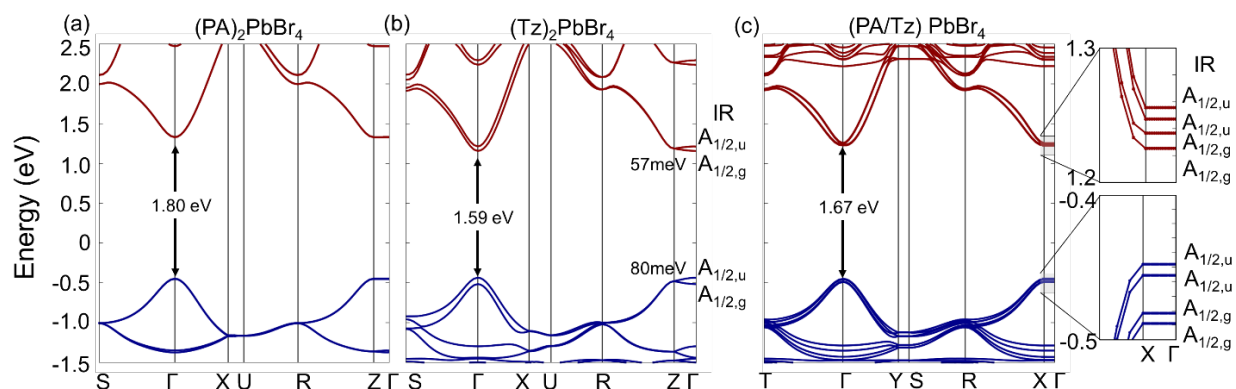 (a) (PA)₂PbBr₄
(b) (Tz)₂PbBr₄
(c) (PA/Tz) PbBr₄
Energy (eV)
2.5
2.0
1.5
1.0
0.5
0
-0.5
-1.0
-1.5
1.80 eV
S Γ X U R Z Γ
1.59 eV
57meV
80meV
IR
A₁/₂,u
A₁/₂,g
A₁/₂,u
A₁/₂,g
S Γ X U R Z Γ
1.67 eV
T Γ Y S R X Γ
1.3
1.2
IR
A₁/₂,u
A₁/₂,u
A₁/₂,g
A₁/₂,g
-0.4
-0.5
A₁/₂,u
A₁/₂,u
A₁/₂,g
A₁/₂,g
X Γ